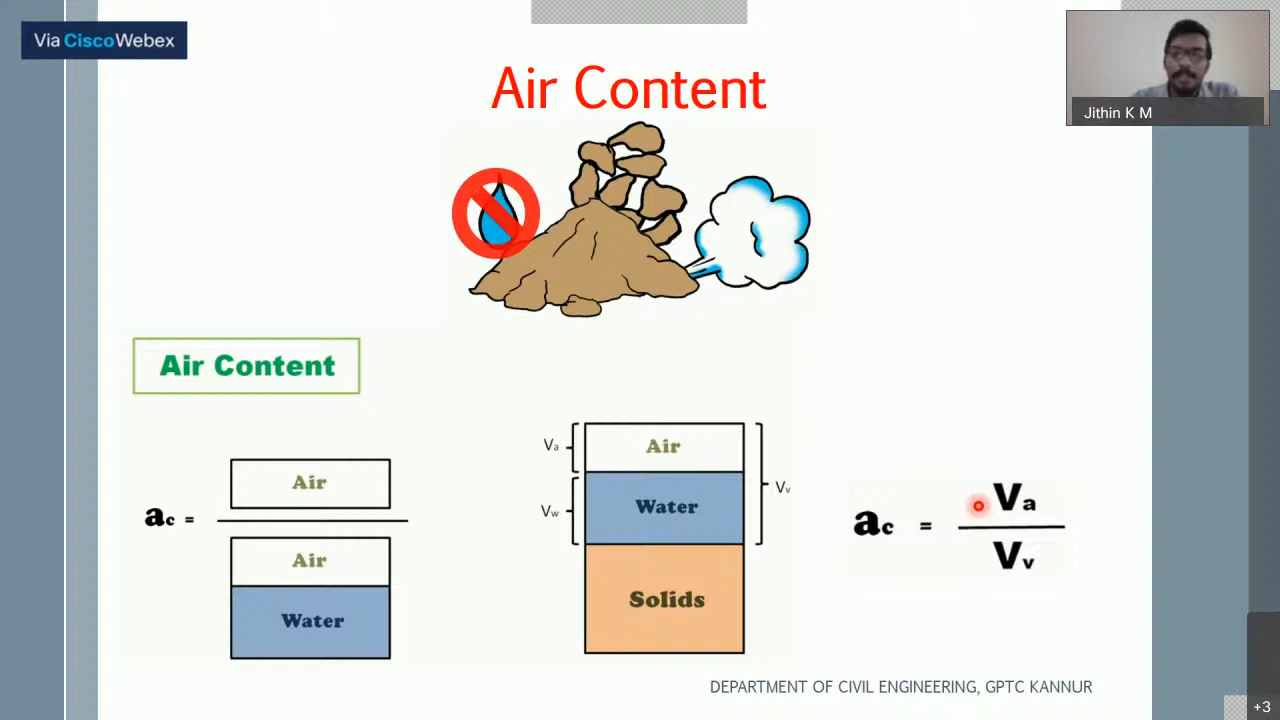 Via CiscoWebex
Jithin K M
Air Content
Air Content
ac =
Air
Air
Water
Va
Vw
Air
Water
Solids
Vv
ac =
Va
Vv
DEPARTMENT OF CIVIL ENGINEERING, GPTC KANNUR
+3